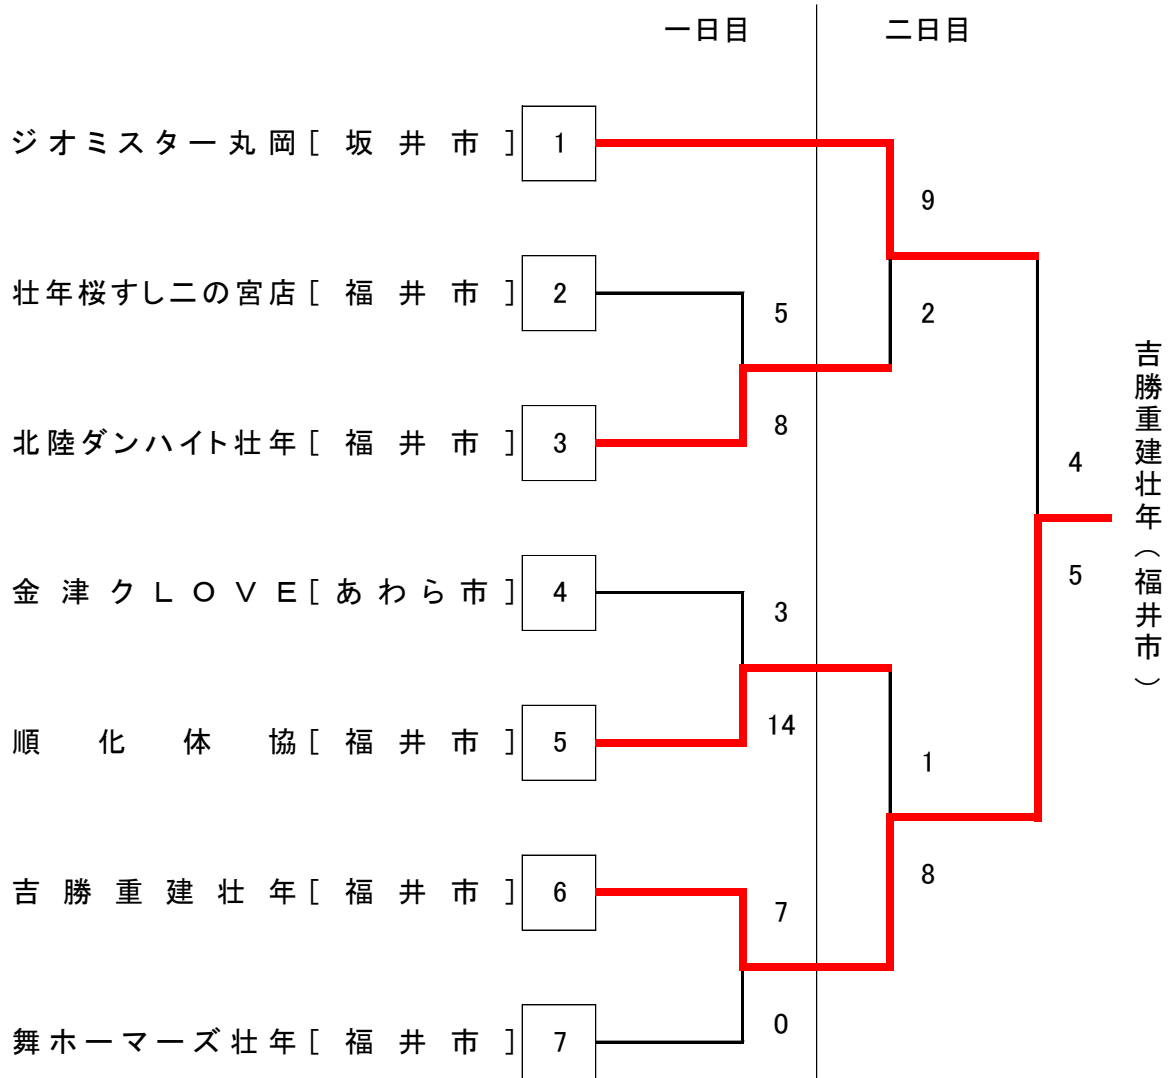 一日目
二日目
ジオミスター丸岡[坂井市] 1
9
壮年桜すし二の宮店[福井市] 2
5
2
北陸ダンハイト壮年[福井市] 3
8
4
吉勝重建壮年(福井市)
金津クLOVE[あわら市] 4
3
5
順化体協[福井市] 5
14
1
吉勝重建壮年[福井市] 6
7
8
舞ホーマーズ壮年[福井市] 7
0